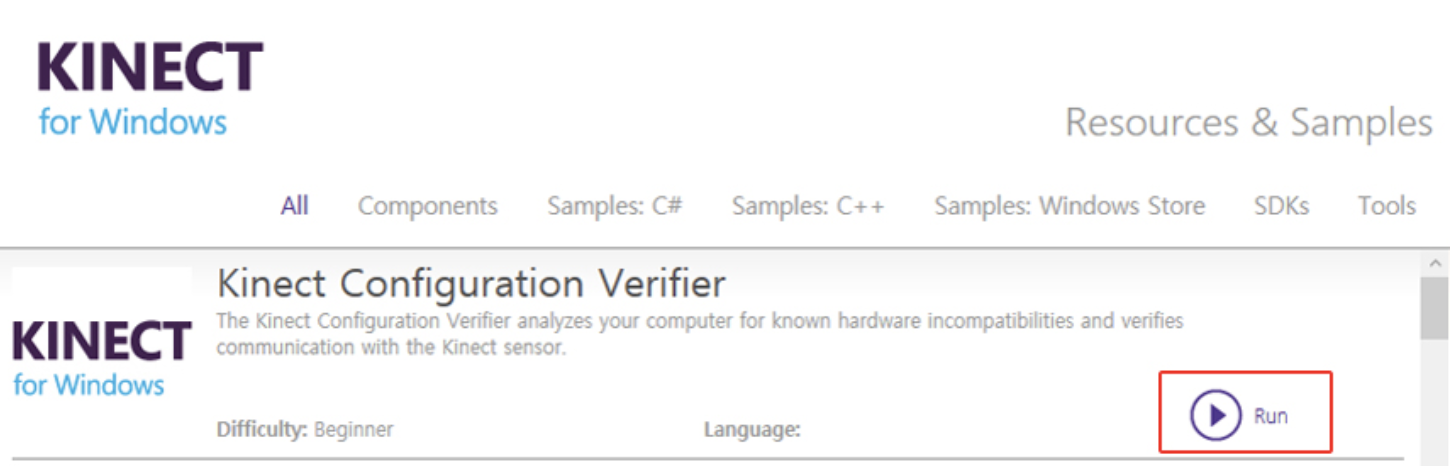 KINECT
for Windows
Resources & Samples
All Components Samples: C# Samples: C++ Samples: Windows Store SDKs Tools
Kinect Configuration Verifier
The Kinect Configuration Verifier analyzes your computer for known hardware incompatibilities and verifies
communication with the Kinect sensor.
KINECT
for Windows
Run
Difficulty: Beginner Language: